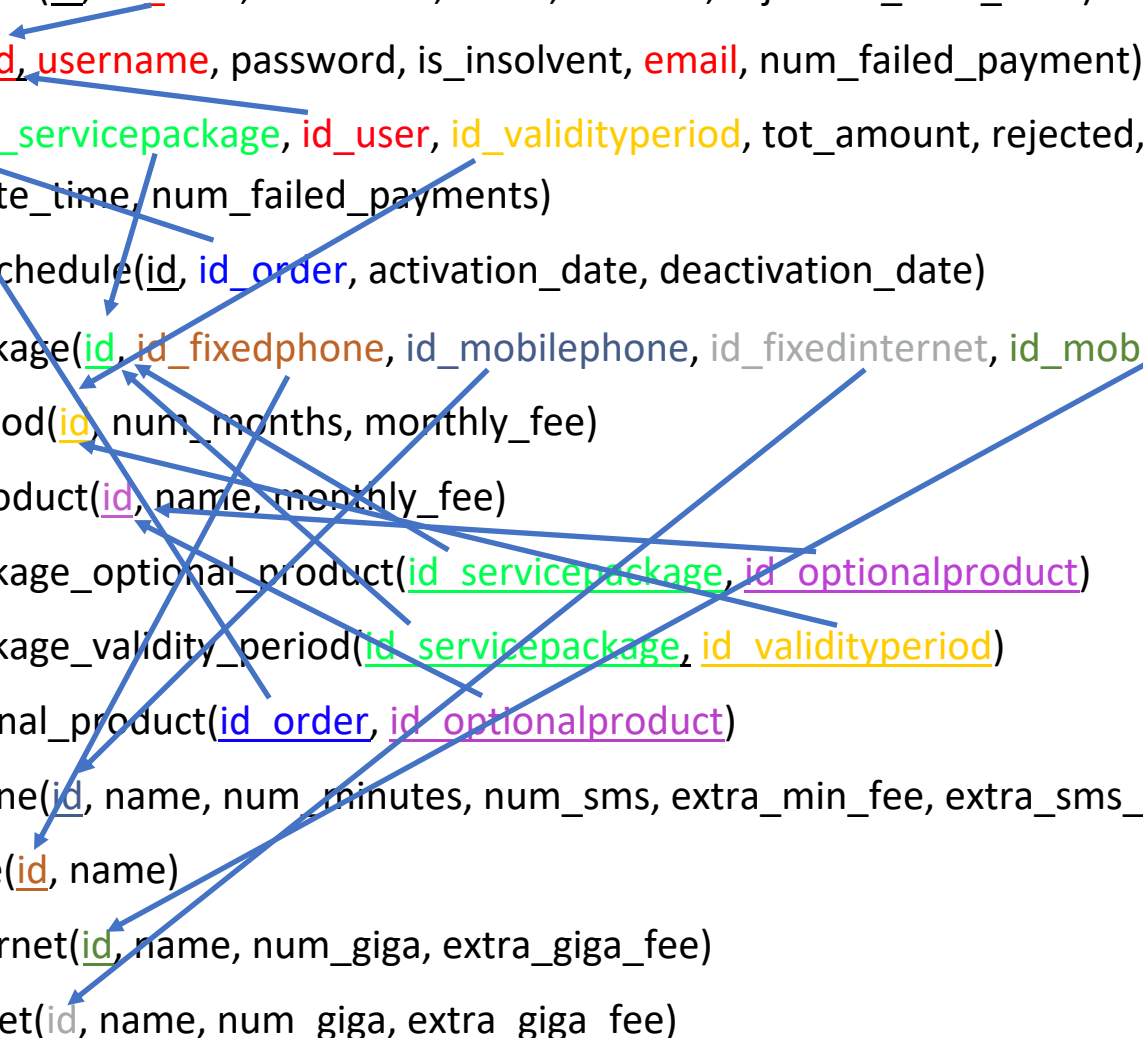 d, username, password, is_insolvent, email, num_failed_payment)
_servicepackage, id_user, id_validityperiod, tot_amount, rejected,
te_time, num_failed_payments)
chedule(id, id_order, activation_date, deactivation_date)
kage(id, id_fixedphone, id_mobilephone, id_fixedinternet, id_mob
od(id, num_months, monthly_fee)
oduct(id, name, monthly_fee)
kage_optional_product(id_servicepackage, id_optionalproduct)
kage_validity_period(id_servicepackage, id_validityperiod)
nal_product(id_order, id_optionalproduct)
ne(id, name, num_minutes, num_sms, extra_min_fee, extra_sms_
e(id, name)
rnet(id, name, num_giga, extra_giga_fee)
et(id, name, num_giga, extra_giga_fee)